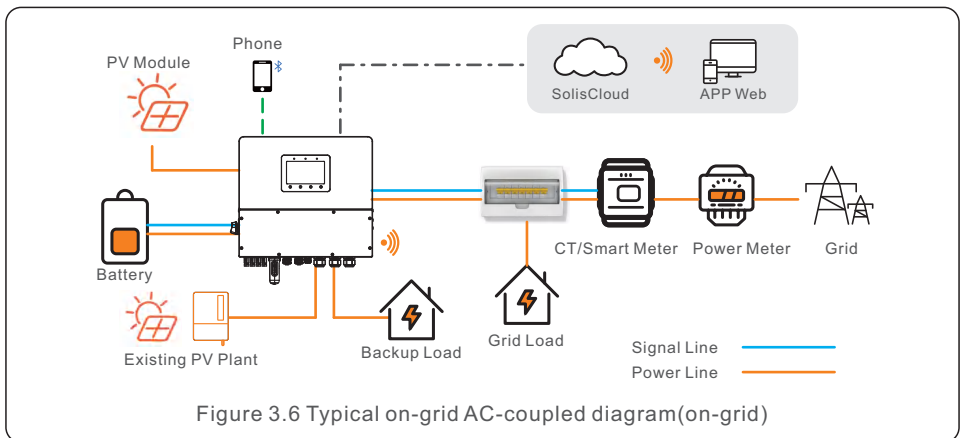 Phone
PV Module
SolisCloud
APP Web
CT/Smart Meter
Power Meter
Grid
Battery
Existing PV Plant
Backup Load
Grid Load
Signal Line
Power Line
Figure 3.6 Typical on-grid AC-coupled diagram(on-grid)